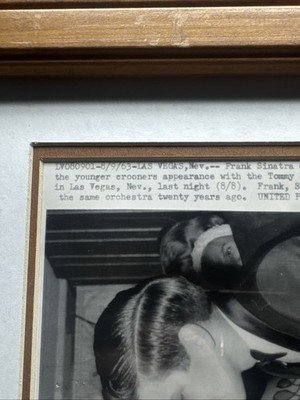 LV080901-8/9/63-LAS VEGAS,Nev.-- Frank Sinatra
the younger crooners appearance with the Tommy
in Las Vegas, Nev., last night (8/8). Frank, S
the same orchestra twenty years ago. UNITED P